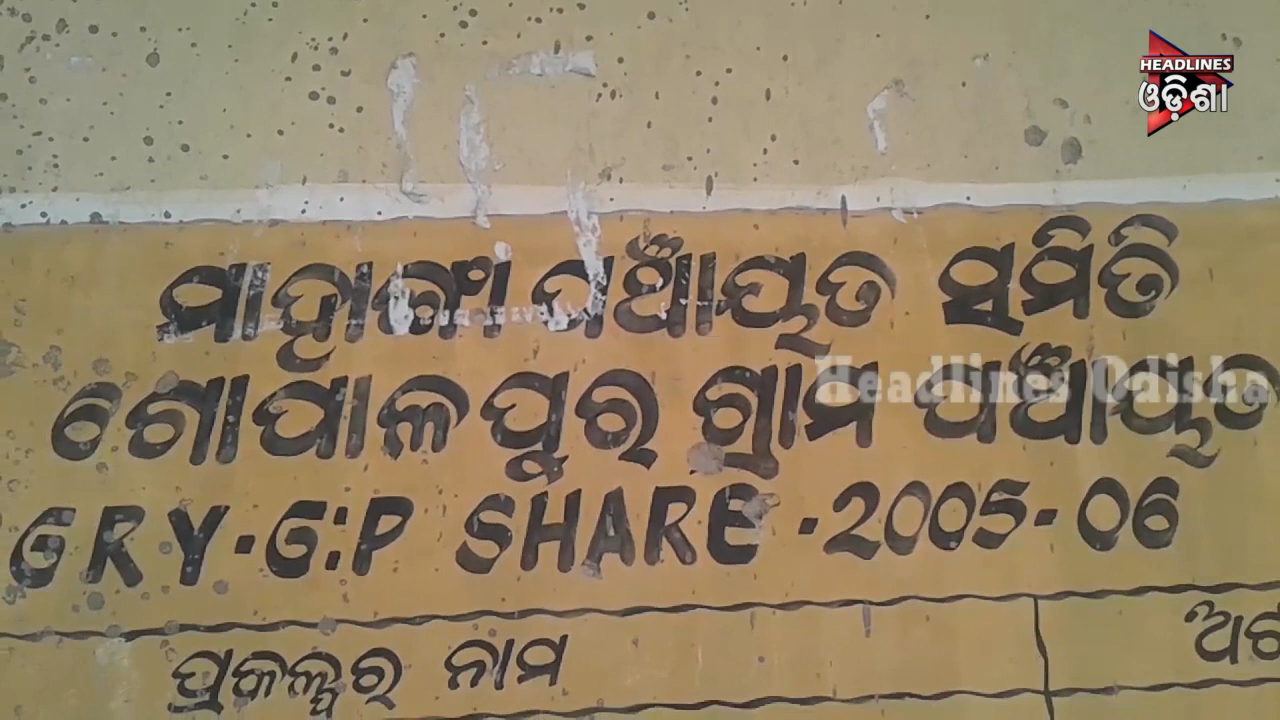 HEADLINES
ଓଡ଼ିଶା
ମାହାଙ୍ଗା ପଞ୍ଚାୟତ ସମିତି
ଗୋପାଳପୁର ଗ୍ରାମ ପଞ୍ଚାୟତ
Headlines Odisha
GRY-G:P SHARE-2005-06
ପ୍ରକଳ୍ପର ନାମ